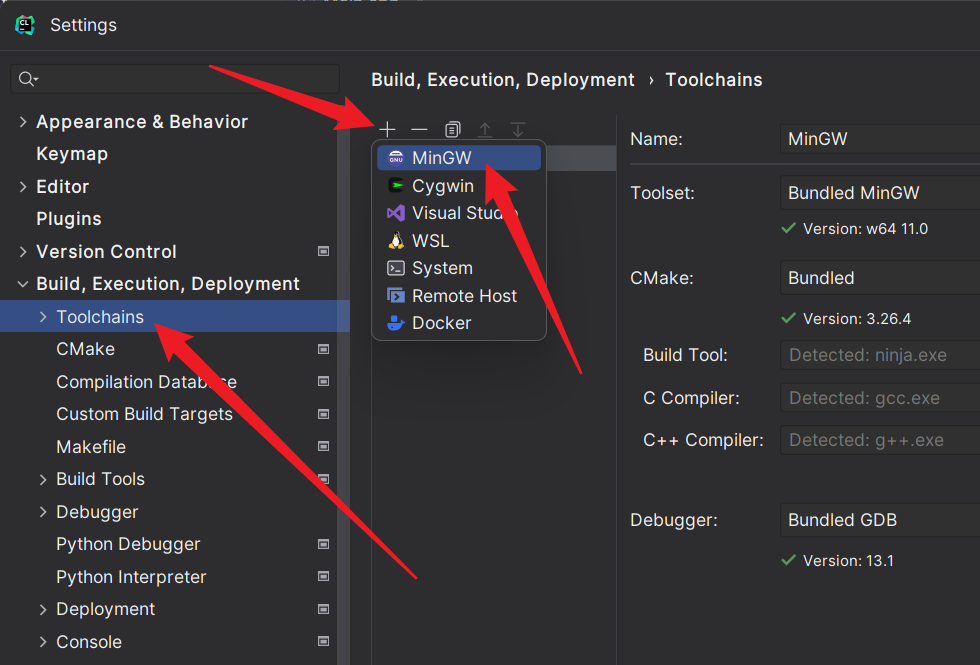 Settings
Build, Execution, Deployment › Toolchains
Appearance & Behavior
Keymap
Editor
Plugins
Version Control
Build, Execution, Deployment
Toolchains
CMake
Compilation Database
Custom Build Targets
Makefile
Build Tools
Debugger
Python Debugger
Python Interpreter
Deployment
Console
MinGW
Cygwin
Visual Studio
WSL
System
Remote Host
Docker
Name: MinGW
Toolset: Bundled MinGW
Version: w64 11.0
CMake: Bundled
Version: 3.26.4
Build Tool: Detected: ninja.exe
C Compiler: Detected: gcc.exe
C++ Compiler: Detected: g++.exe
Debugger: Bundled GDB
Version: 13.1